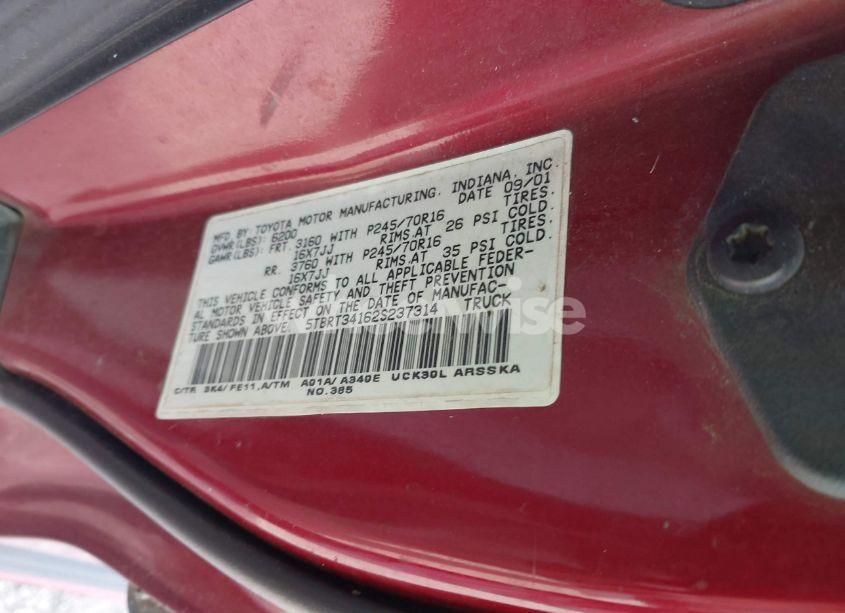 MFD.BY: TOYOTA MOTOR MANUFACTURING, INDIANA, INC.
GVWR(LBS): 6200 DATE 09/01
GAWR(LBS): FRT. 3160 WITH P245/70R16 TIRES.
16X7JJ RIMS.AT 26 PSI COLD.
RR. 3760 WITH P245/70R16 TIRES.
16X7JJ RIMS.AT 35 PSI COLD.
THIS VEHICLE CONFORMS TO ALL APPLICABLE FEDER-
AL MOTOR VEHICLE SAFETY AND THEFT PREVENTION
STANDARDS IN EFFECT ON THE DATE OF MANUFAC-
TURE SHOWN ABOVE. 5TBRT34162S237314 TRUCK
C/TR 3K4/FE11,A/TM A01A/A340E UCK30L ARSSKA
NO.385